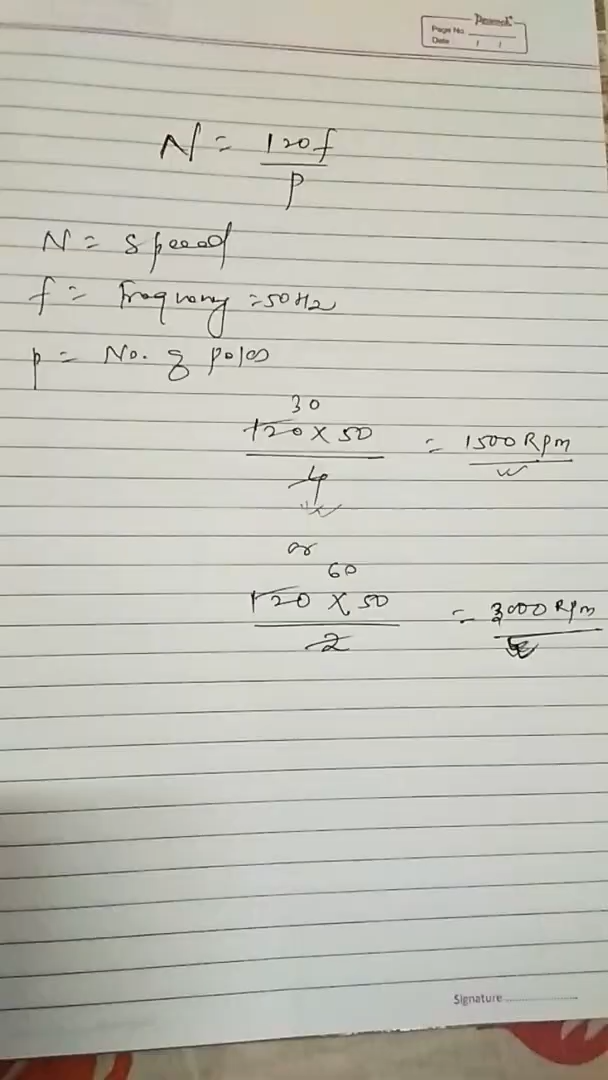 Page No.
Date / /
N = 120f
P
N = Speed
f = Frequency = 50Hz
p = No. of poles
30
120 X 50 = 1500 RPm
4
or
60
120 X 50 = 3000 RPm
2
Signature